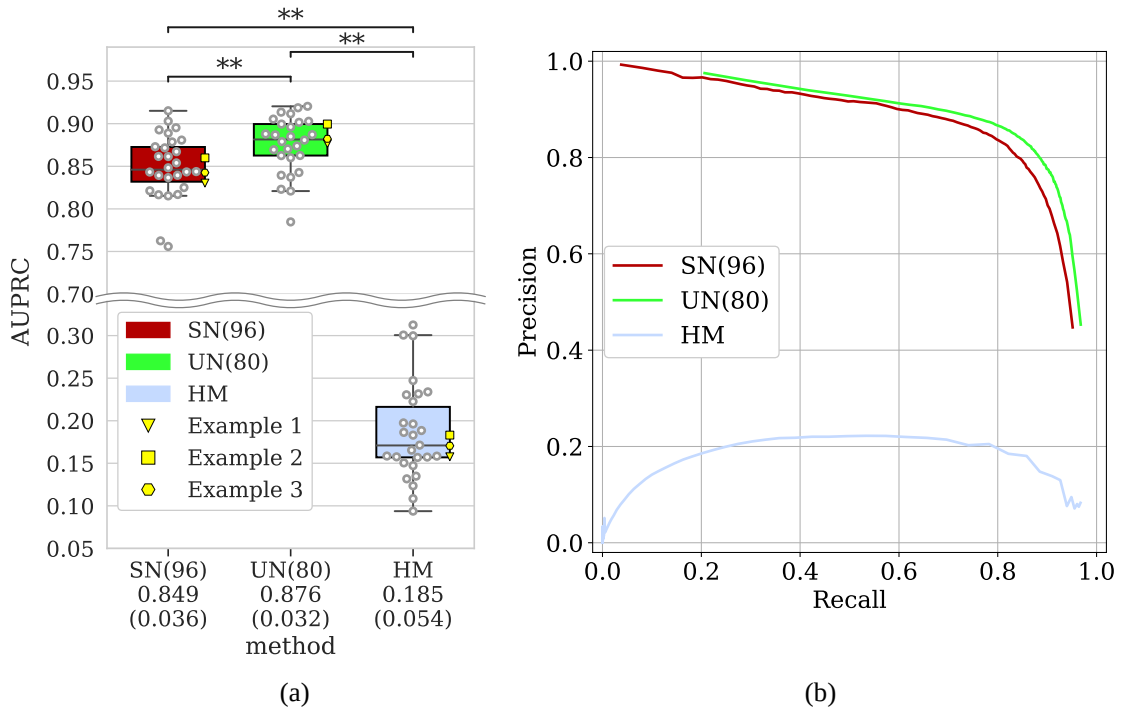 **
**
**
0.95
0.90
0.85
0.80
0.75
0.70
0.30
0.25
0.20
0.15
0.10
0.05
AUPRC
SN(96)
UN(80)
HM
Example 1
Example 2
Example 3
SN(96) UN(80) HM
0.849 0.876 0.185
(0.036) (0.032) (0.054)
method
(a)
1.0
0.8
0.6
0.4
0.2
0.0
Precision
SN(96)
UN(80)
HM
0.0 0.2 0.4 0.6 0.8 1.0
Recall
(b)